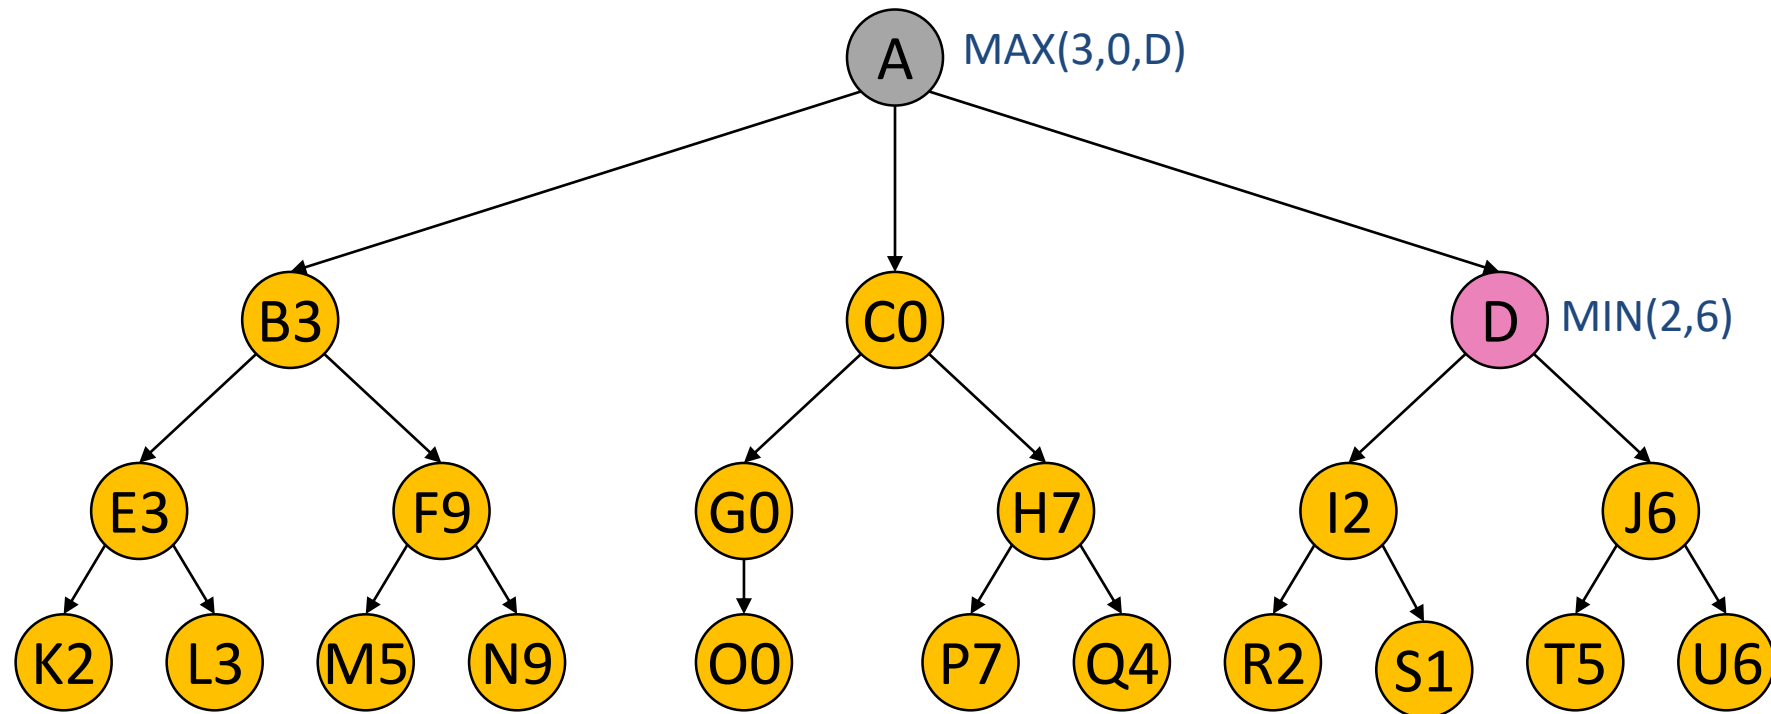 A MAX(3,0,D)
B3 C0 D MIN(2,6)
E3 F9 G0 H7 I2 J6
K2 L3 M5 N9 O0 P7 Q4 R2 S1 T5 U6